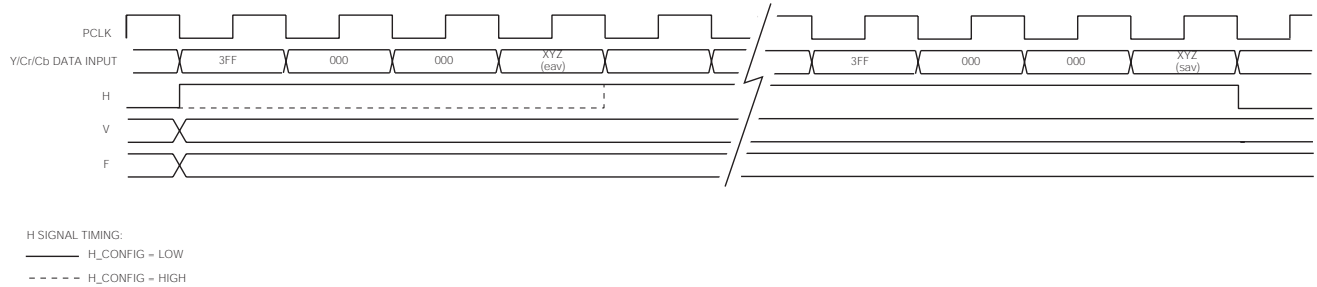 PCLK
Y/Cr/Cb DATA INPUT 3FF 000 000 XYZ (eav) 3FF 000 000 XYZ (sav)
H
V
F
H SIGNAL TIMING:
H_CONFIG = LOW
H_CONFIG = HIGH